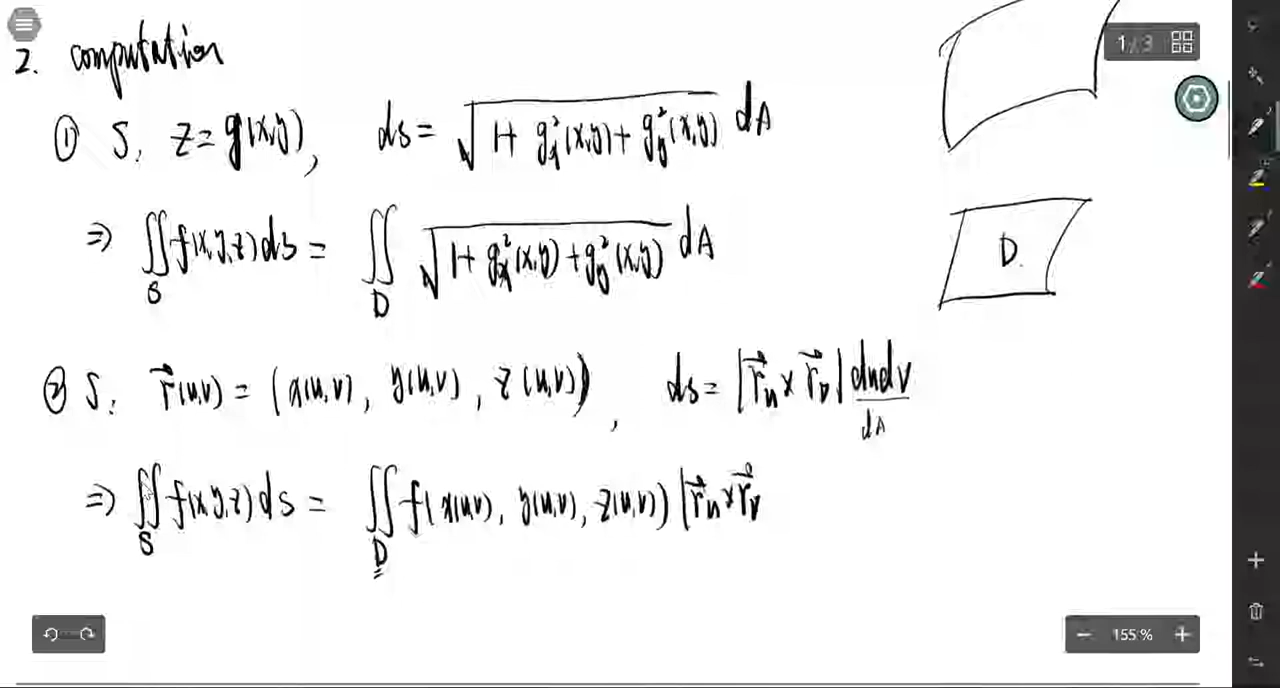 2. computation
1 / 3
① S: z = g(x,y), ds = √(1+ g_x²(x,y) + g_y²(x,y)) dA
⇒ ∬_S f(x,y,z) ds = ∬_D √(1+ g_x²(x,y) + g_y²(x,y)) dA
D.
② S: r⃗(u,v) = (x(u,v), y(u,v), z(u,v)), ds = |r⃗_u × r⃗_v| dudv
dA
⇒ ∬_S f(x,y,z) ds = ∬_D f(x(u,v), y(u,v), z(u,v)) |r⃗_u × r⃗_v
155 %